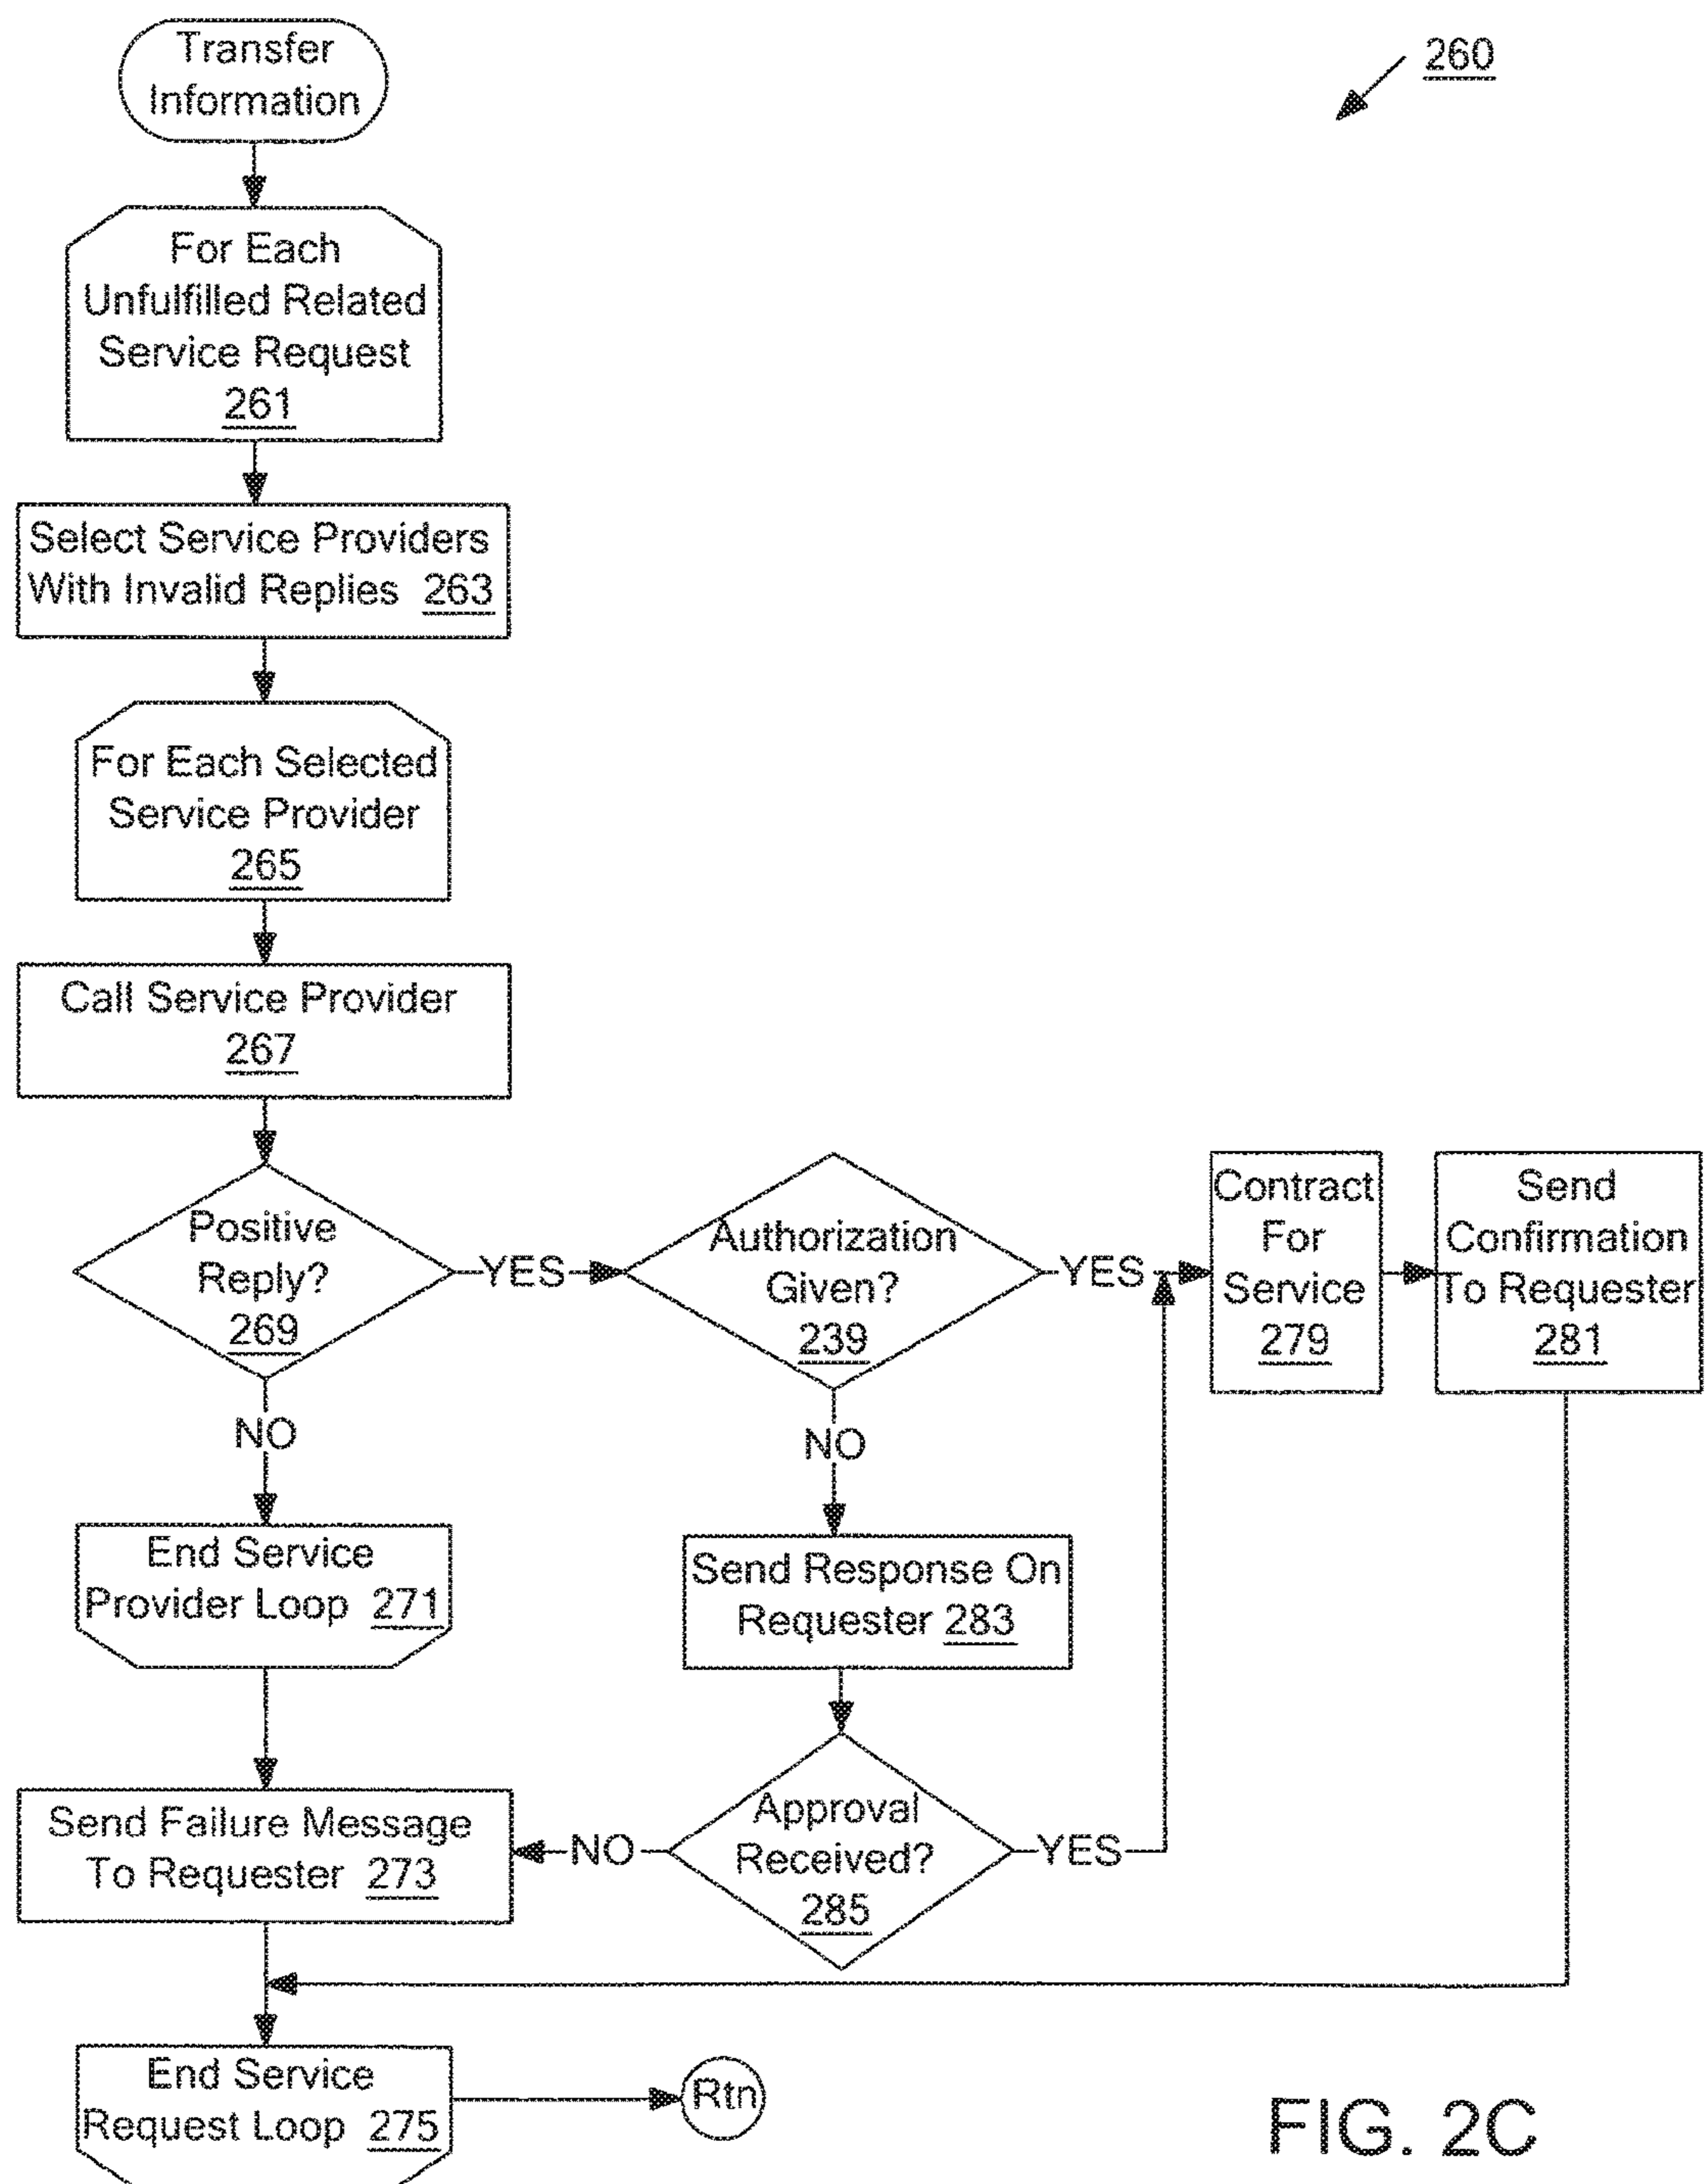 Transfer
Information
260
For Each
Unfulfilled Related
Service Request
261
Select Service Providers
With Invalid Replies 263
For Each Selected
Service Provider
265
Call Service Provider
267
Positive
Reply?
269
YES
Authorization
Given?
239
YES
Contract
For
Service
279
Send
Confirmation
To Requester
281
NO
NO
End Service
Provider Loop 271
Send Response On
Requester 283
Send Failure Message
To Requester 273
NO
Approval
Received?
285
YES
End Service
Request Loop 275
Rtn
FIG. 2C